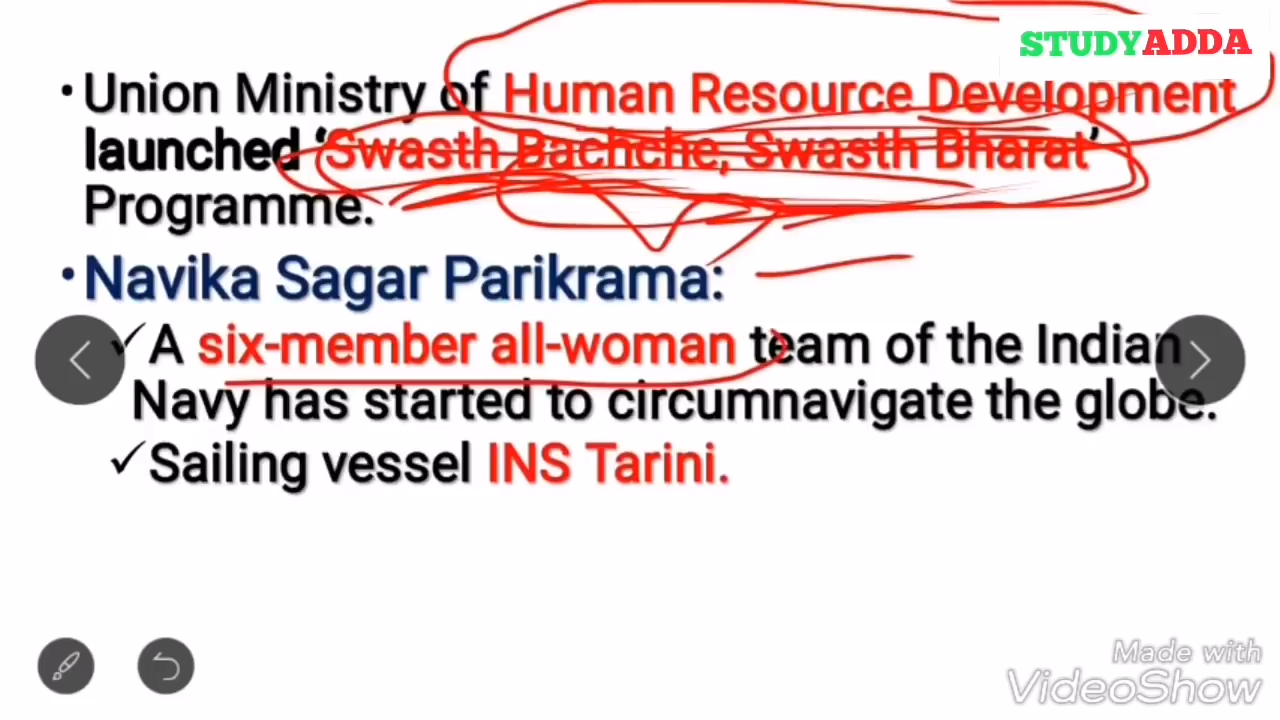 STUDYADDA
•Union Ministry of Human Resource Development
launched ‘Swasth Bachche, Swasth Bharat’
Programme.
•Navika Sagar Parikrama:
✓A six-member all-woman team of the Indian
Navy has started to circumnavigate the globe.
✓Sailing vessel INS Tarini.
Made with
VideoShow